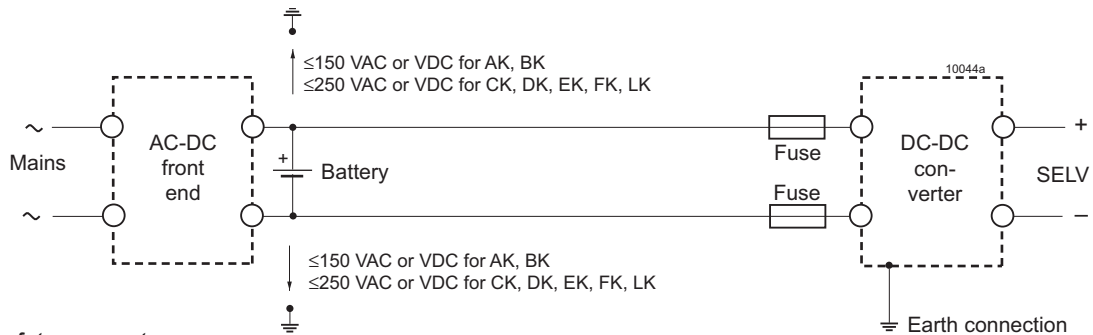 ≤150 VAC or VDC for AK, BK
≤250 VAC or VDC for CK, DK, EK, FK, LK
10044a
~
Mains
~
AC-DC
front
end
+
Battery
Fuse
Fuse
DC-DC
con-
verter
+
SELV
–
≤150 VAC or VDC for AK, BK
≤250 VAC or VDC for CK, DK, EK, FK, LK
Earth connection